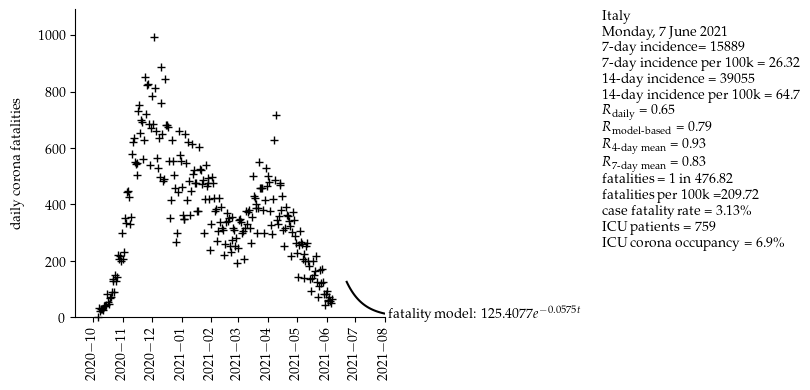 Italy
Monday, 7 June 2021
7-day incidence= 15889
7-day incidence per 100k = 26.32
14-day incidence = 39055
14-day incidence per 100k = 64.7
R_daily = 0.65
R_model-based = 0.79
R_4-day mean = 0.93
R_7-day mean = 0.83
fatalities = 1 in 476.82
fatalities per 100k =209.72
case fatality rate = 3.13%
ICU patients = 759
ICU corona occupancy = 6.9%
daily corona fatalities
1000
800
600
400
200
0
fatality model: 125.4077e^{−0.0575t}
2020−10
2020−11
2020−12
2021−01
2021−02
2021−03
2021−04
2021−05
2021−06
2021−07
2021−08